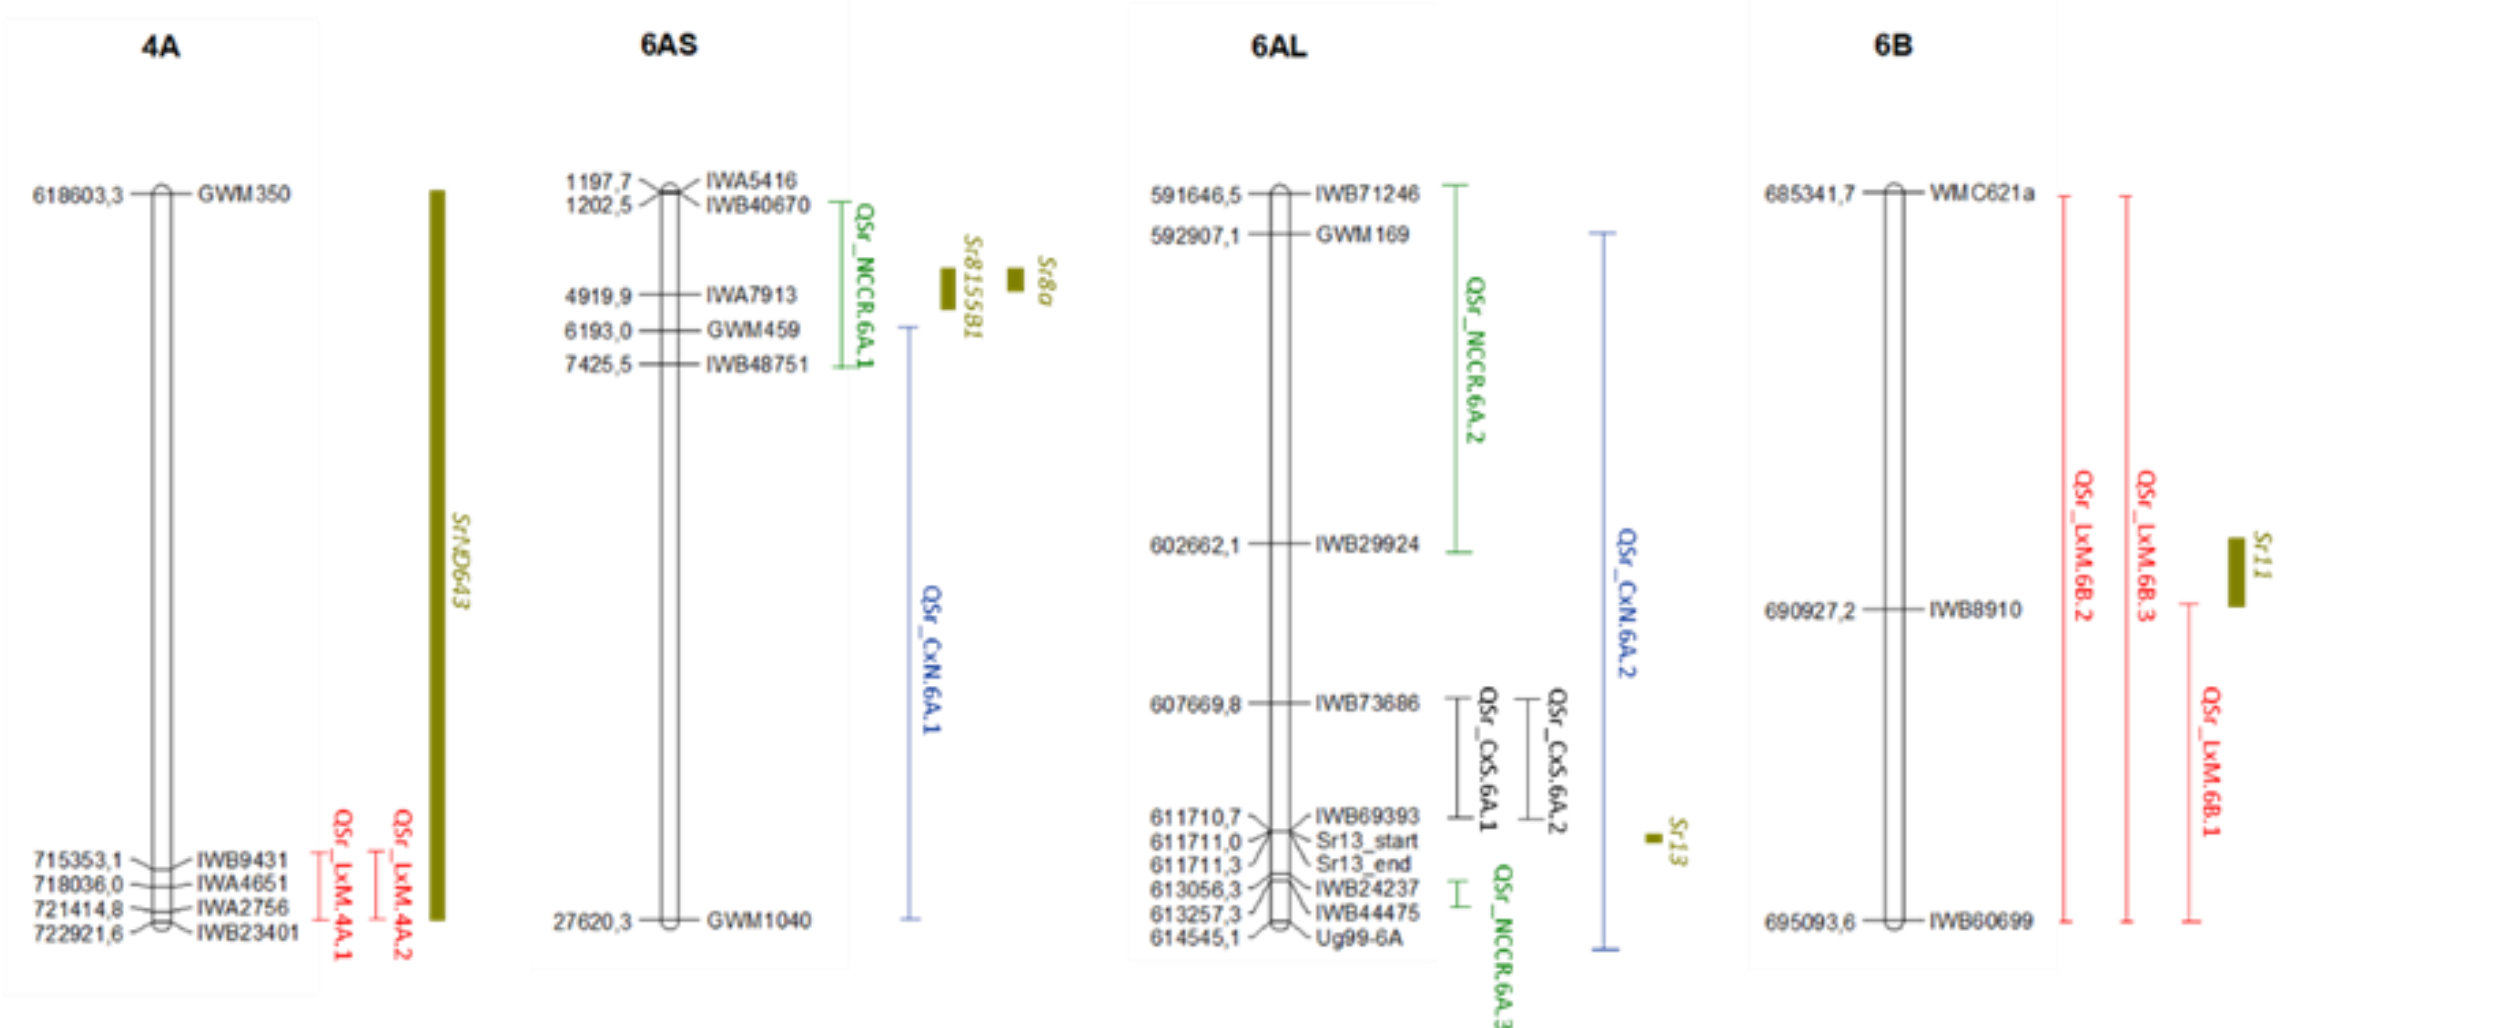 4A
618603,3 GWM350
715353,1 IWB9431
718036,0 IWA4651
721414,8 IWA2756
722921,6 IWB23401
QSr_LxM.4A.1
QSr_LxM.4A.2
SrND643
6AS
1197,7 IWA5416
1202,5 IWB40670
4919,9 IWA7913
6193,0 GWM459
7425,5 IWB48751
27620,3 GWM1040
QSr_NCCR.6A.1
QSr_CxN.6A.1
Sr8155B1
Sr8a
6AL
591646,5 IWB71246
592907,1 GWM169
602662,1 IWB29924
607669,8 IWB73686
611710,7 IWB69393
611711,0 Sr13_start
611711,3 Sr13_end
613056,3 IWB24237
613257,3 IWB44475
614545,1 Ug99-6A
QSr_NCCR.6A.2
QSr_CxS.6A.1
QSr_CxS.6A.2
QSr_NCCR.6A.3
QSr_CxN.6A.2
Sr13
6B
685341,7 WMC621a
690927,2 IWB8910
695093,6 IWB60699
QSr_LxM.6B.2
QSr_LxM.6B.3
QSr_LxM.6B.1
Sr11